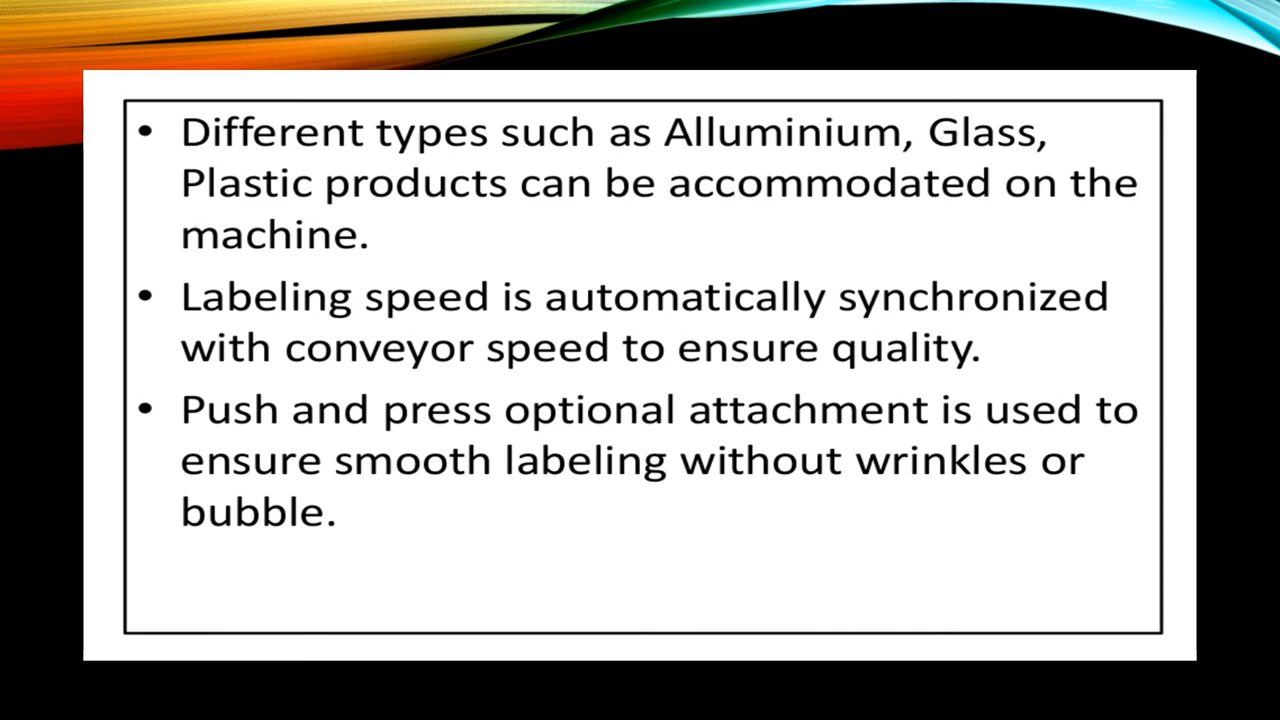 • Different types such as Alluminium, Glass,
Plastic products can be accommodated on the
machine.
• Labeling speed is automatically synchronized
with conveyor speed to ensure quality.
• Push and press optional attachment is used to
ensure smooth labeling without wrinkles or
bubble.